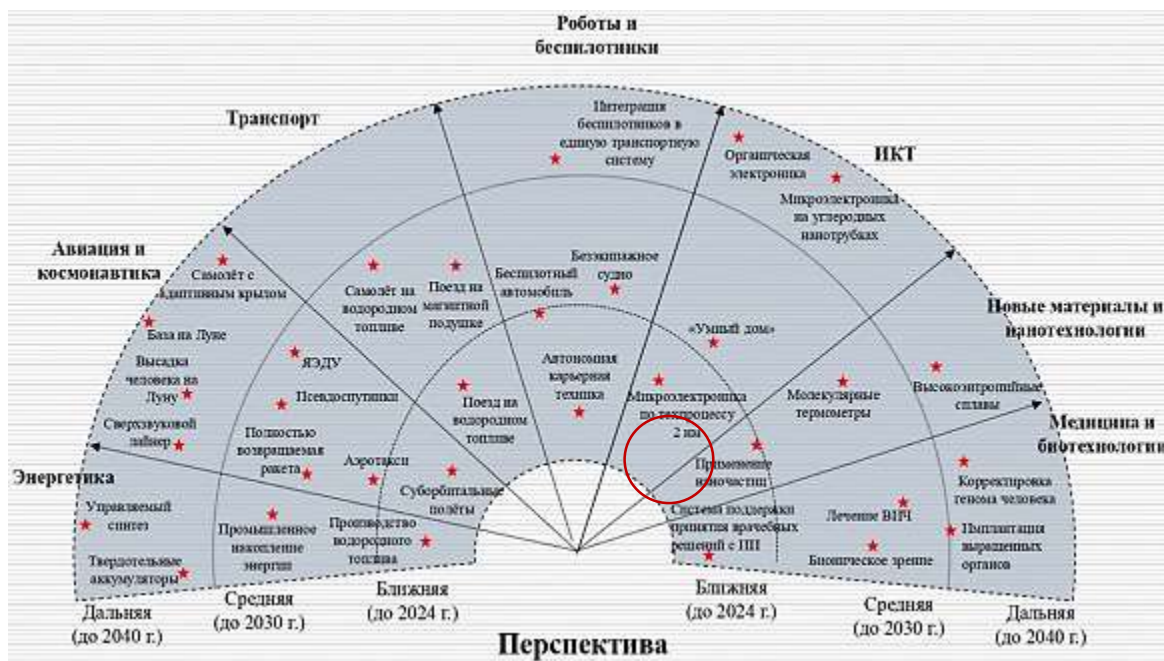 Роботы и
беспилотники
Транспорт
ИКТ
Авиация и
космонавтика
Новые материалы и
нанотехнологии
Медицина и
биотехнологии
Энергетика
Интеграция
беспилотников в
единую транспортную
систему
Органическая
электроника
Микроэлектроника
на углеродных
нанотрубках
Самолёт с
адаптивным крылом
База на Луне
Высадка
человека на
Луну
Сверхзвуковой
лайнер
Самолёт на
водородном
топливе
Поезд на
магнитной
подушке
Беспилотный
автомобиль
Безэкипажное
судно
«Умный дом»
ЯЭДУ
Псевдоспутники
Полностью
возвращаемая
ракета
Аэротакси
Поезд на
водородном
топливе
Суборбитальные
полёты
Автономная
карьерная
техника
Микроэлектроника
по техпроцессу
2 нм
Молекулярные
термометры
Высокоэнтропийные
сплавы
Применение
наночастиц
Система поддержки
принятия врачебных
решений с ИИ
Лечение ВИЧ
Бионическое зрение
Корректировка
генома человека
Имплантация
выращенных
органов
Управляемый
синтез
Твердотельные
аккумуляторы
Промышленное
накопление
энергии
Производство
водородного
топлива
Дальняя
(до 2040 г.)
Средняя
(до 2030 г.)
Ближняя
(до 2024 г.)
Ближняя
(до 2024 г.)
Средняя
(до 2030 г.)
Дальняя
(до 2040 г.)
Перспектива